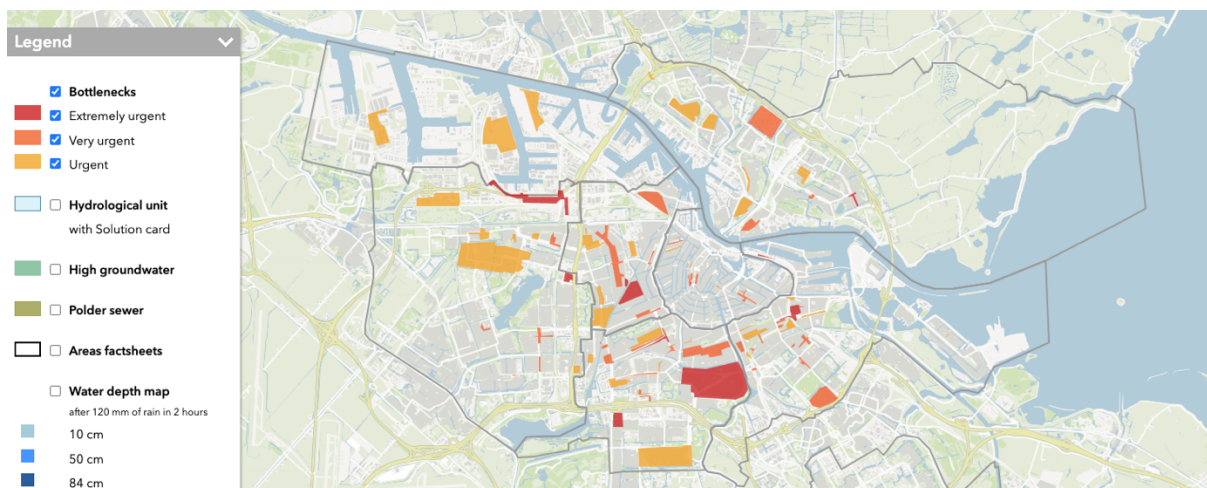 Legend
Bottlenecks
Extremely urgent
Very urgent
Urgent
Hydrological unit
with Solution card
High groundwater
Polder sewer
Areas factsheets
Water depth map
after 120 mm of rain in 2 hours
10 cm
50 cm
84 cm